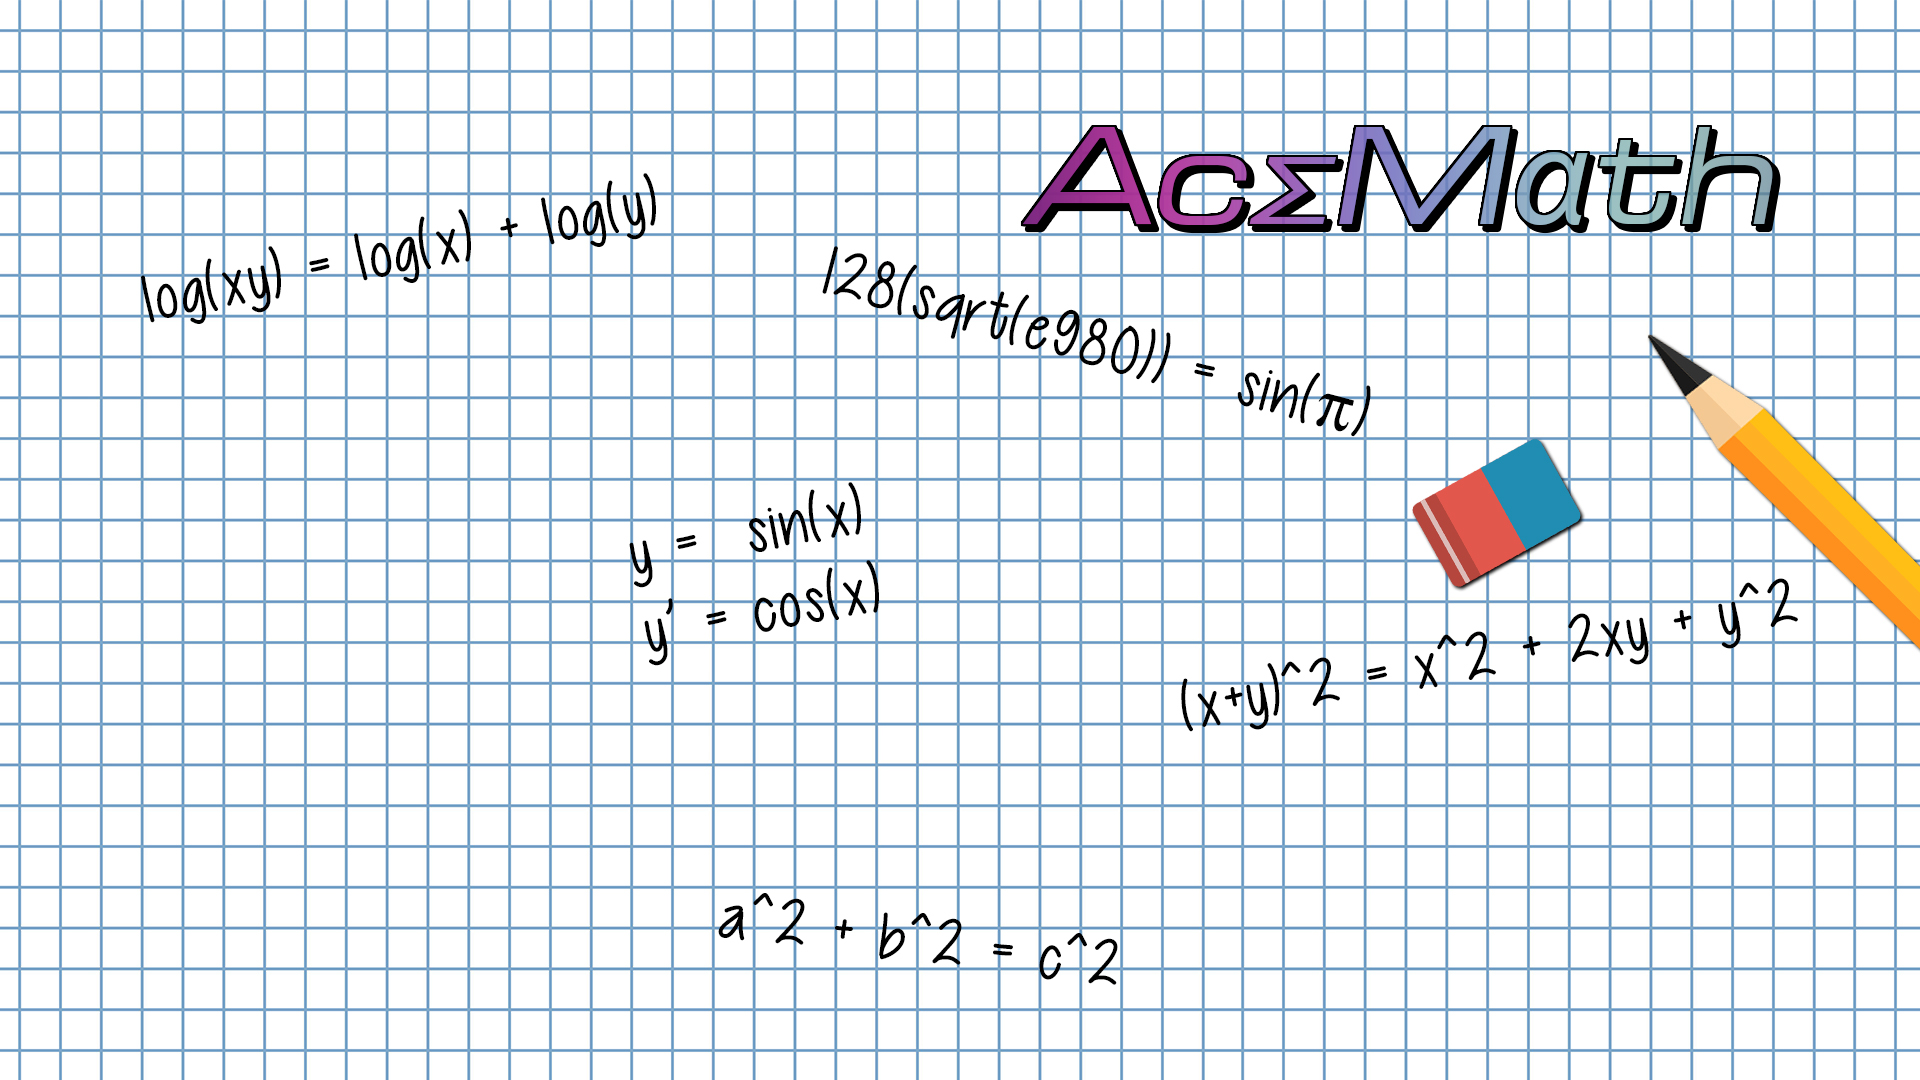 AcΣMath
log(xy) = log(x) + log(y)
128(sqrt(e980)) = sin(π)
y = sin(x)
y' = cos(x)
(x+y)^2 = x^2 + 2xy + y^2
a^2 + b^2 = c^2